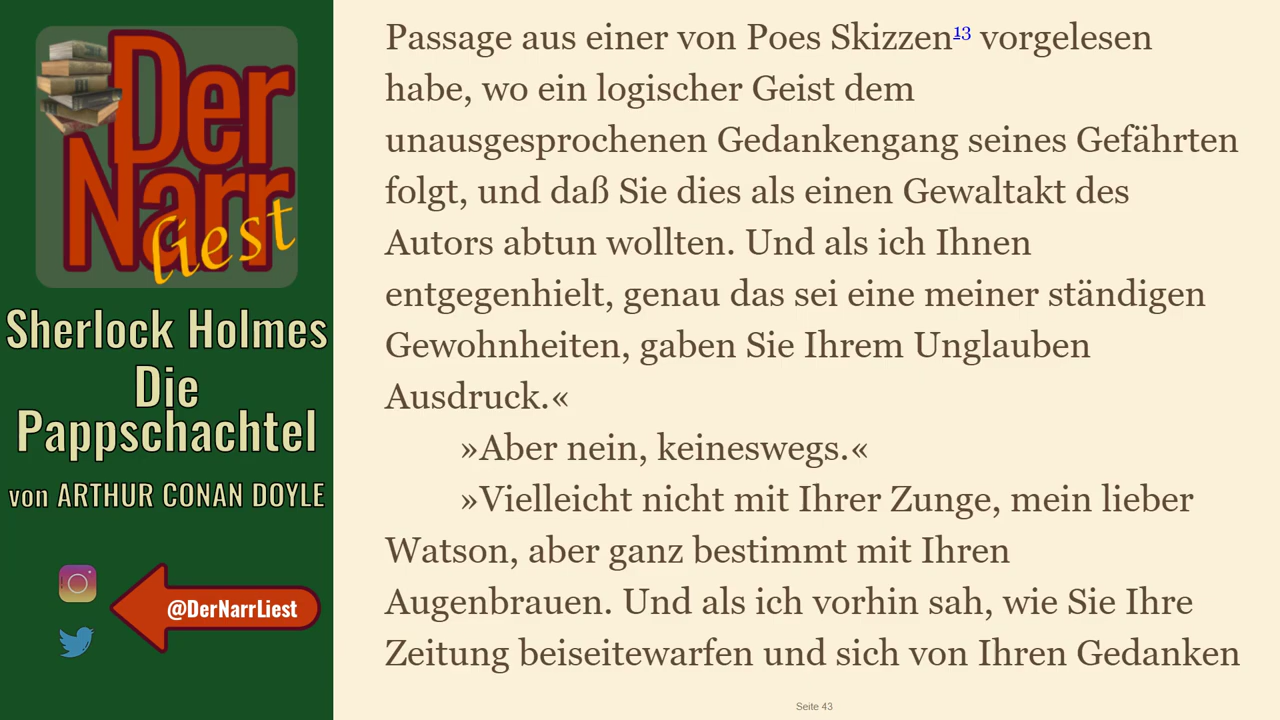 Der
Narr
liest
Sherlock Holmes
Die
Pappschachtel
von ARTHUR CONAN DOYLE
@DerNarrLiest
Passage aus einer von Poes Skizzen13 vorgelesen
habe, wo ein logischer Geist dem
unausgesprochenen Gedankengang seines Gefährten
folgt, und daß Sie dies als einen Gewaltakt des
Autors abtun wollten. Und als ich Ihnen
entgegenhielt, genau das sei eine meiner ständigen
Gewohnheiten, gaben Sie Ihrem Unglauben
Ausdruck.«
»Aber nein, keineswegs.«
»Vielleicht nicht mit Ihrer Zunge, mein lieber
Watson, aber ganz bestimmt mit Ihren
Augenbrauen. Und als ich vorhin sah, wie Sie Ihre
Zeitung beiseitewarfen und sich von Ihren Gedanken
Seite 43